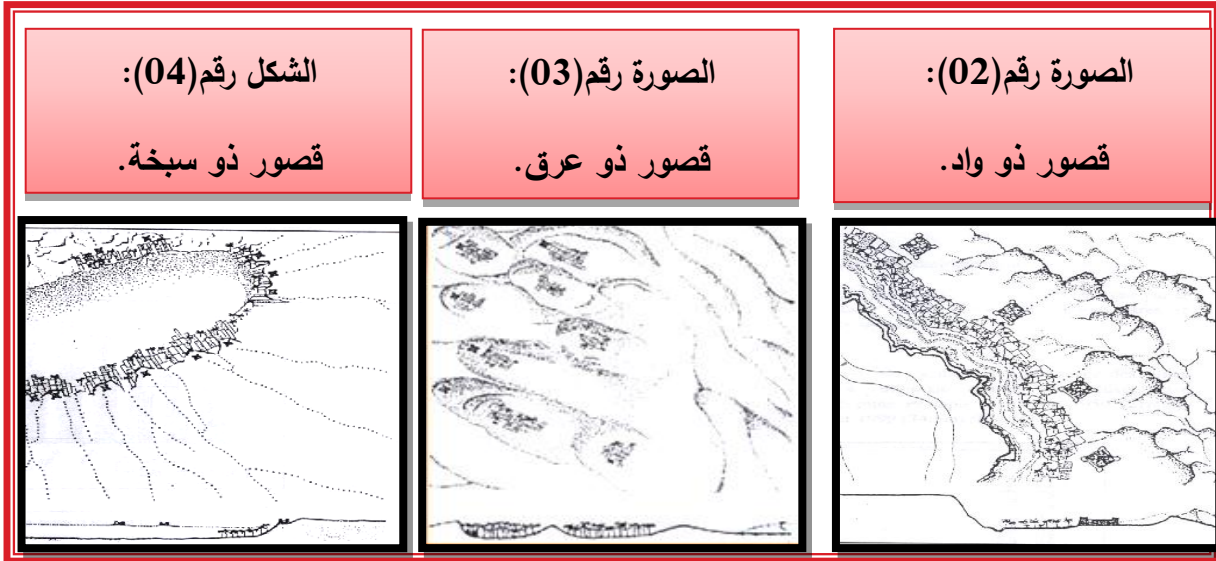 الصورة رقم(02):
قصور ذو واد.
الصورة رقم(03):
قصور ذو عرق.
الشكل رقم(04):
قصور ذو سبخة.